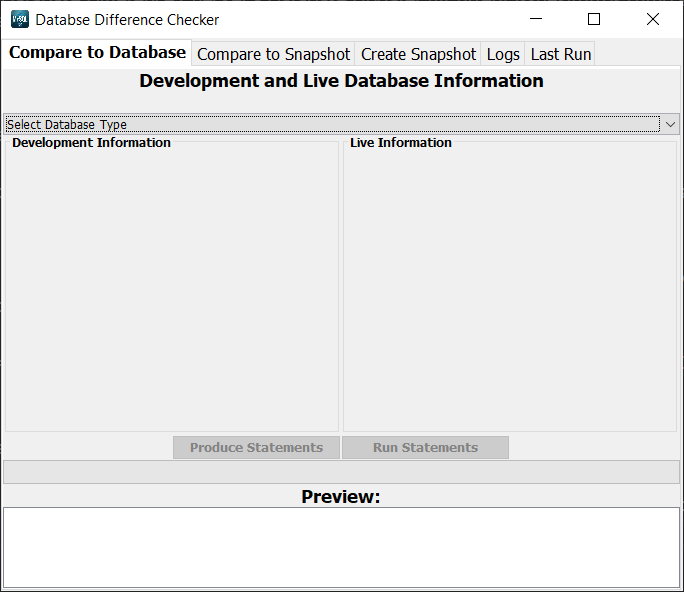 Databse Difference Checker
Compare to Database Compare to Snapshot Create Snapshot Logs Last Run
Development and Live Database Information
Select Database Type
Development Information Live Information
Produce Statements Run Statements
Preview: